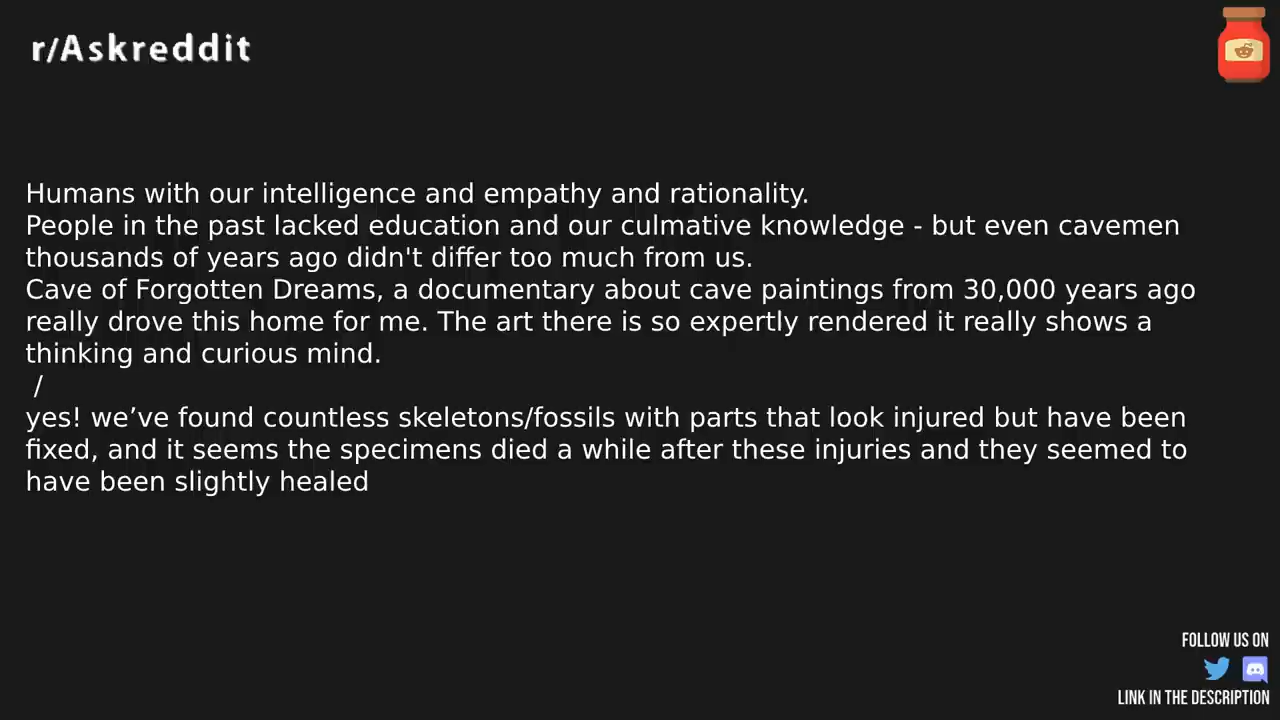 r/Askreddit
Humans with our intelligence and empathy and rationality.
People in the past lacked education and our culmative knowledge - but even cavemen
thousands of years ago didn't differ too much from us.
Cave of Forgotten Dreams, a documentary about cave paintings from 30,000 years ago
really drove this home for me. The art there is so expertly rendered it really shows a
thinking and curious mind.
/
yes! we’ve found countless skeletons/fossils with parts that look injured but have been
fixed, and it seems the specimens died a while after these injuries and they seemed to
have been slightly healed
FOLLOW US ON
LINK IN THE DESCRIPTION